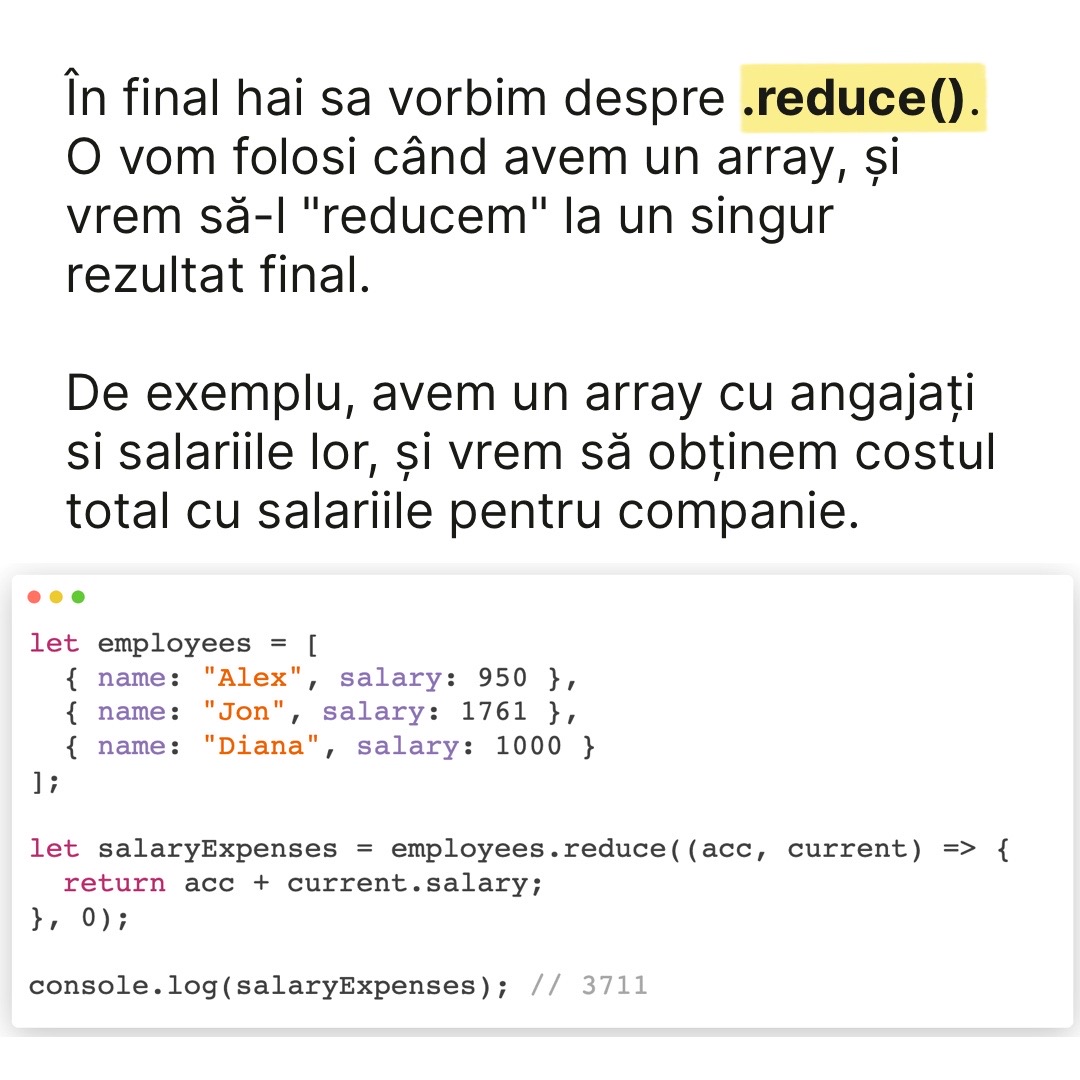 În final hai sa vorbim despre .reduce().
O vom folosi când avem un array, și
vrem să-l "reducem" la un singur
rezultat final.
De exemplu, avem un array cu angajați
si salariile lor, și vrem să obținem costul
total cu salariile pentru companie.
let employees = [
  { name: "Alex", salary: 950 },
  { name: "Jon", salary: 1761 },
  { name: "Diana", salary: 1000 }
];
let salaryExpenses = employees.reduce((acc, current) => {
  return acc + current.salary;
}, 0);
console.log(salaryExpenses); // 3711